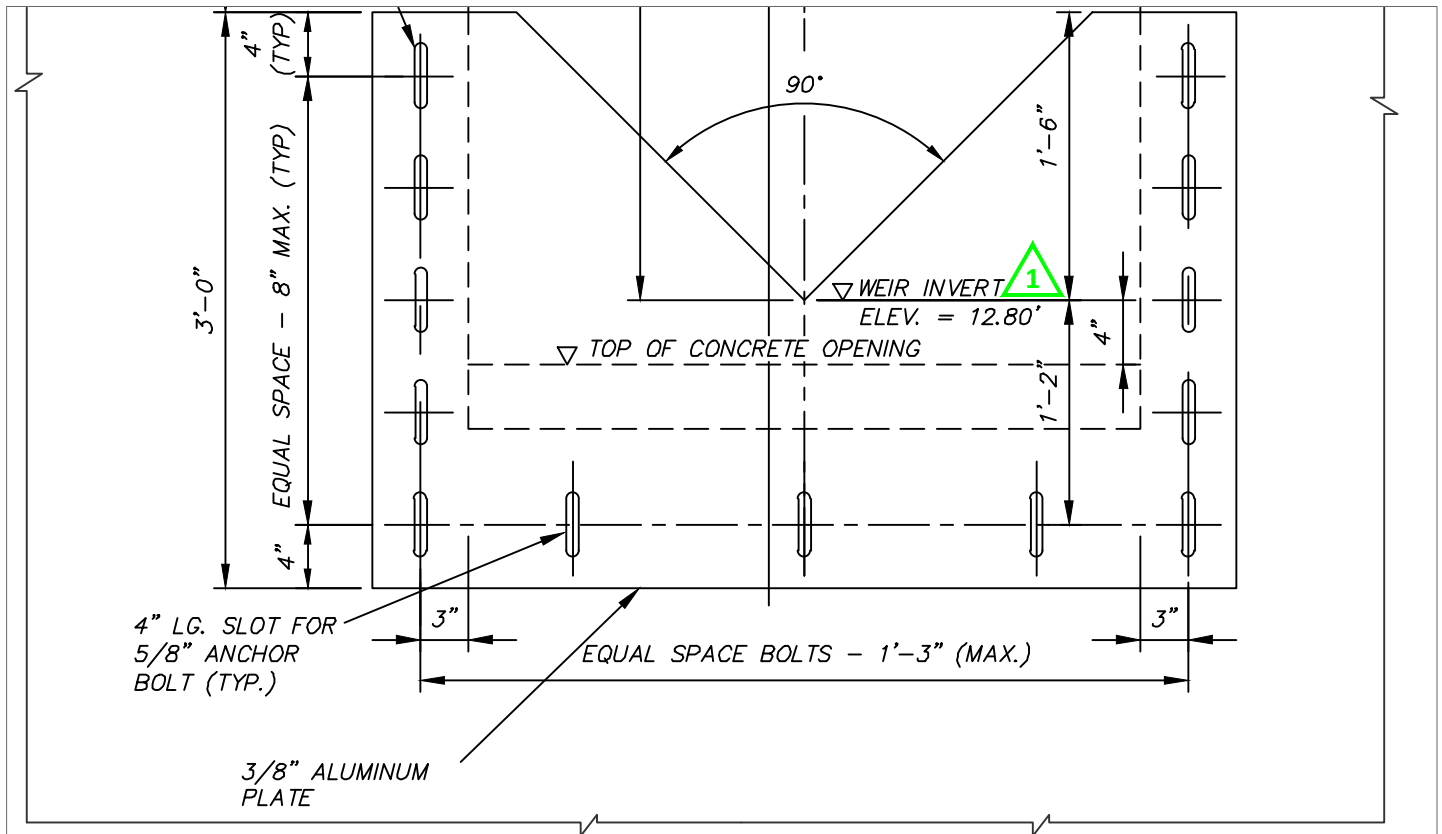 4" (TYP)
90°
1'-6"
EQUAL SPACE - 8" MAX. (TYP)
3'-0"
WEIR INVERT
1
ELEV. = 12.80'
4"
TOP OF CONCRETE OPENING
1'-2"
4"
4" LG. SLOT FOR
5/8" ANCHOR
BOLT (TYP.)
3"
EQUAL SPACE BOLTS - 1'-3" (MAX.)
3"
3/8" ALUMINUM
PLATE